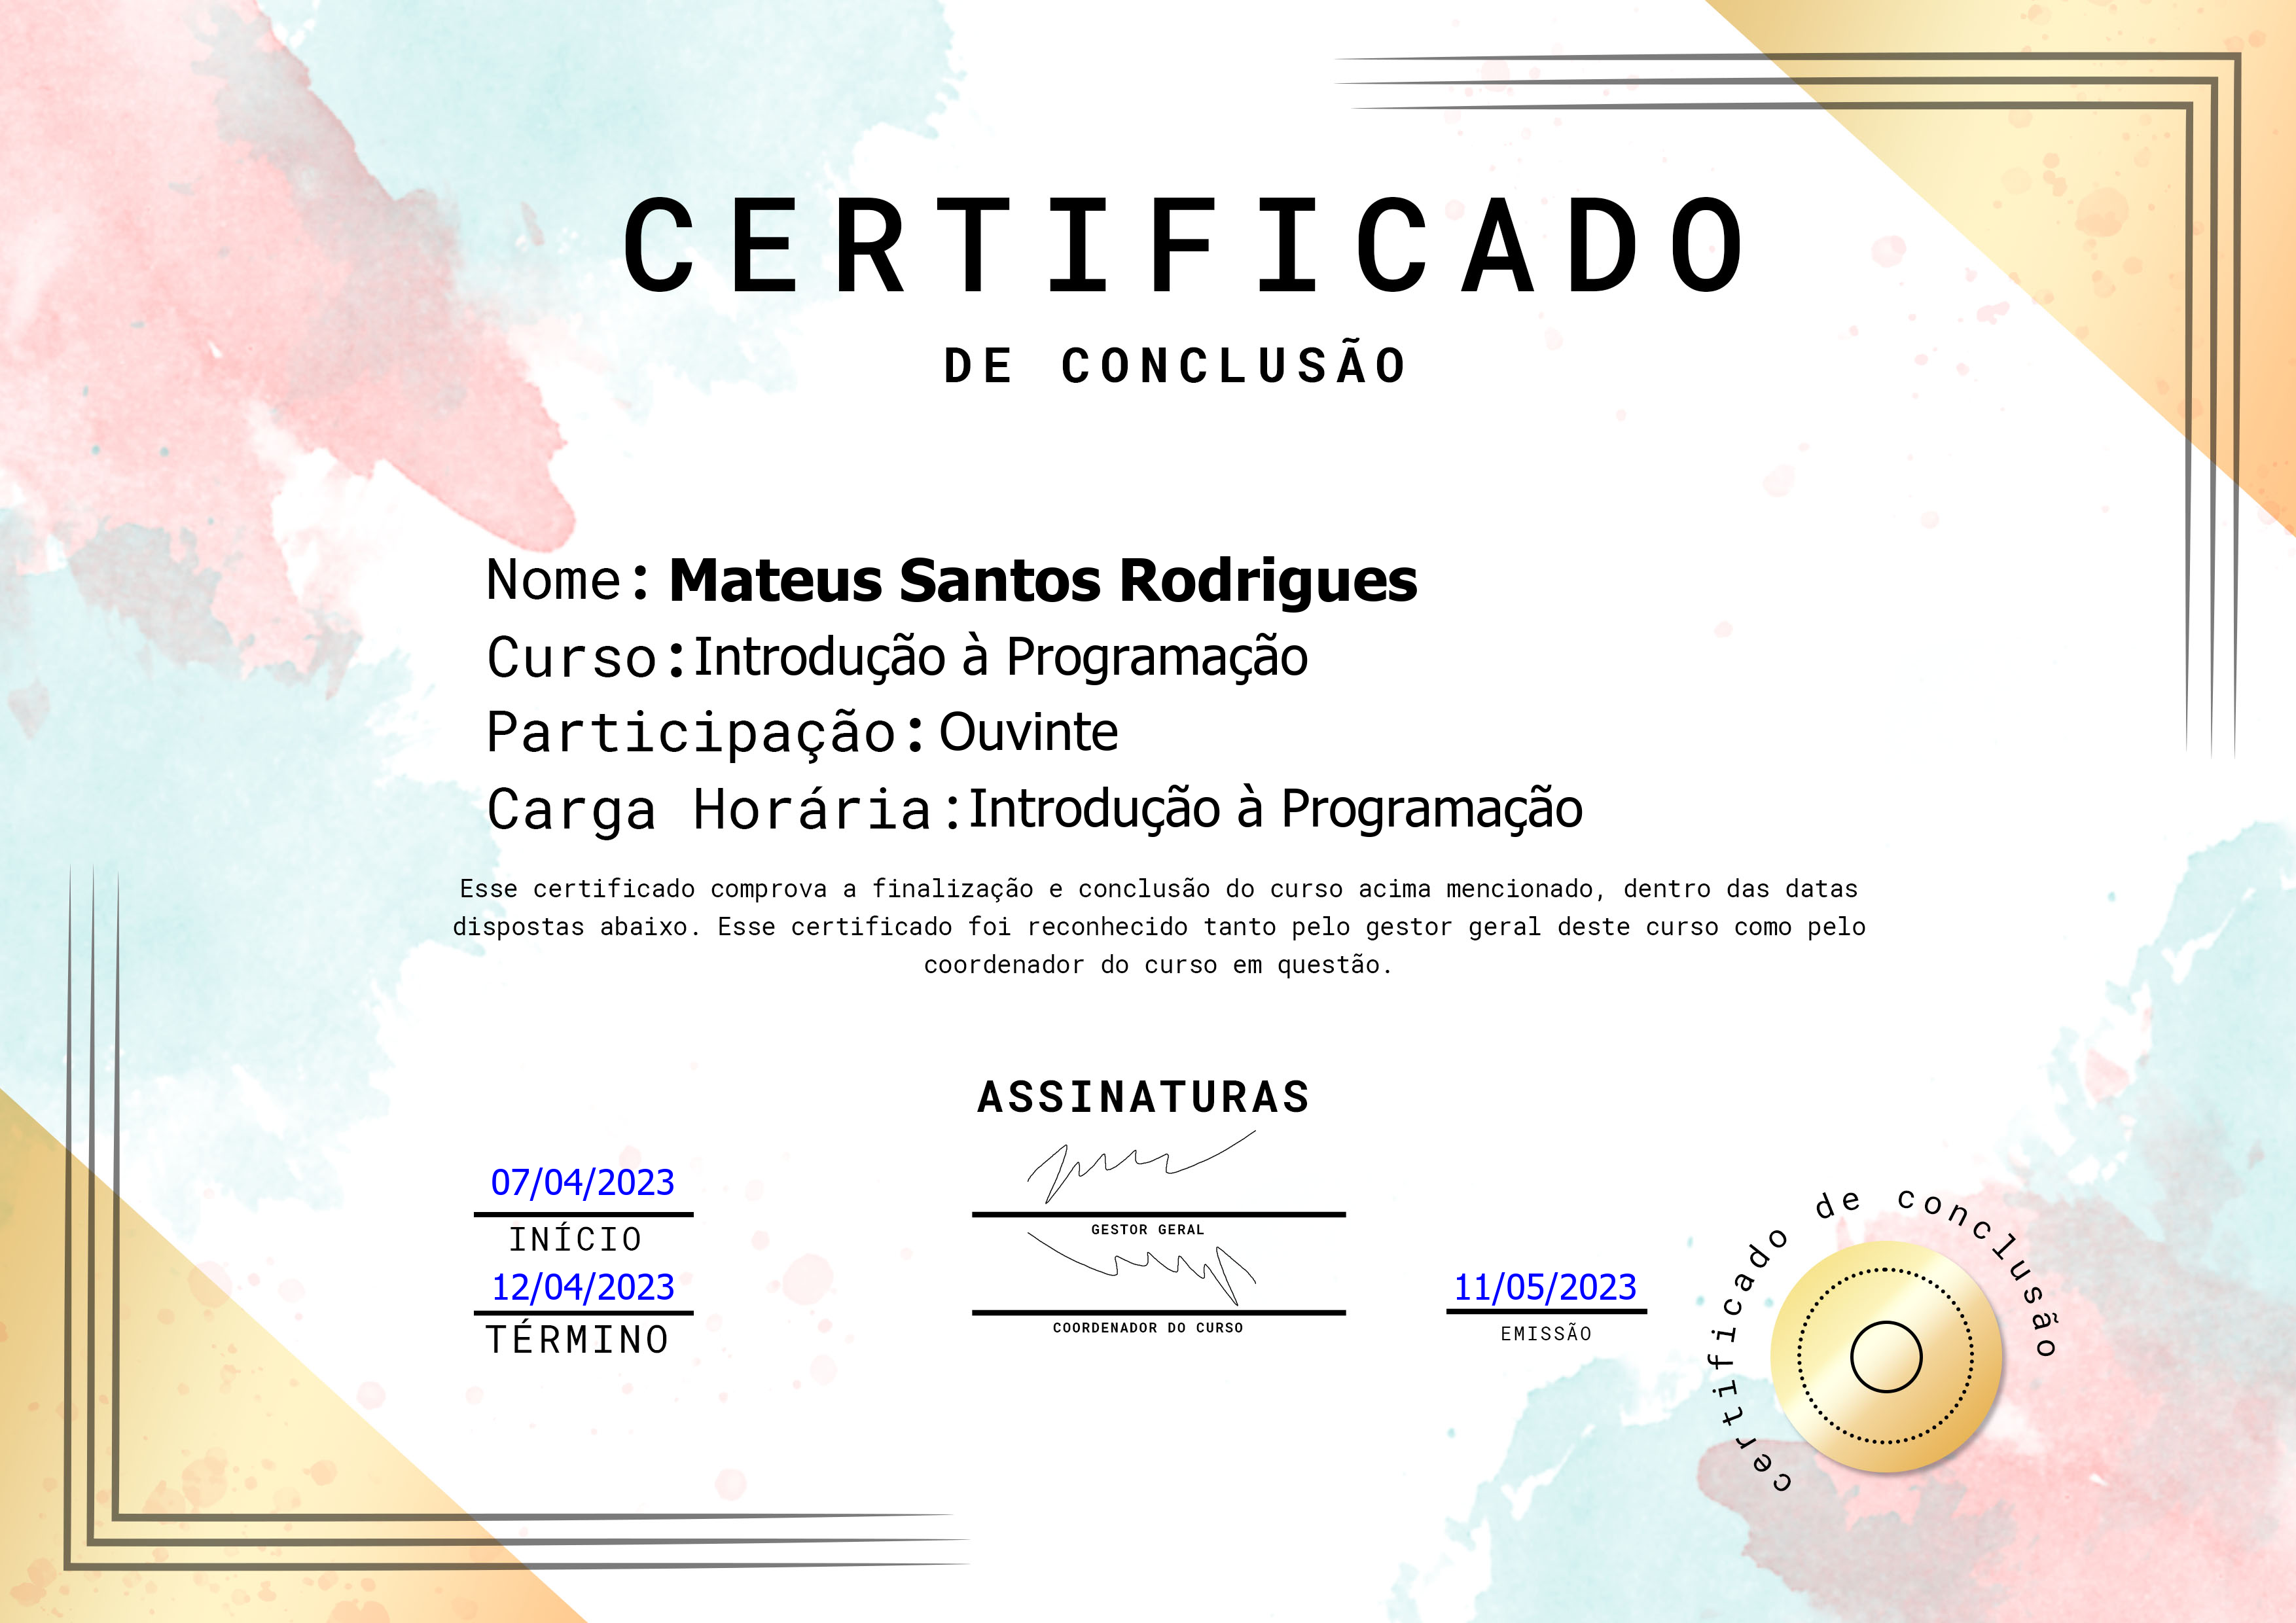 CERTIFICADO
DE CONCLUSÃO
Nome: Mateus Santos Rodrigues
Curso:Introdução à Programação
Participação: Ouvinte
Carga Horária:Introdução à Programação
Esse certificado comprova a finalização e conclusão do curso acima mencionado, dentro das datas
dispostas abaixo. Esse certificado foi reconhecido tanto pelo gestor geral deste curso como pelo
coordenador do curso em questão.
ASSINATURAS
07/04/2023
INÍCIO
12/04/2023
TÉRMINO
GESTOR GERAL
COORDENADOR DO CURSO
11/05/2023
EMISSÃO
certificado de conclusão